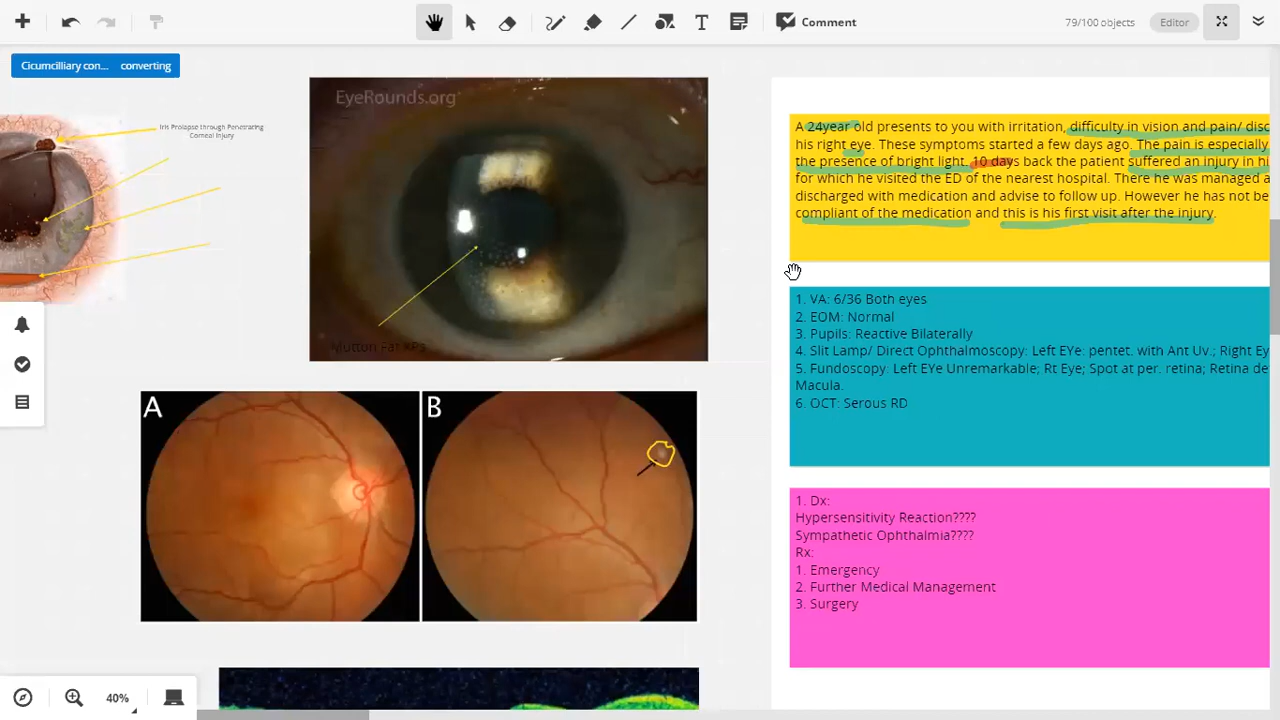 Comment
79/100 objects
Editor
Cicumcilliary con... converting
Iris Prolapse through Penetrating
Corneal Injury
EyeRounds.org
Mutton Fat KPs
A
B
A 24year old presents to you with irritation, difficulty in vision and pain/ disc
his right eye. These symptoms started a few days ago. The pain is especially
the presence of bright light. 10 days back the patient suffered an injury in hi
for which he visited the ED of the nearest hospital. There he was managed a
discharged with medication and advise to follow up. However he has not be
compliant of the medication and this is his first visit after the injury.
1. VA: 6/36 Both eyes
2. EOM: Normal
3. Pupils: Reactive Bilaterally
4. Slit Lamp/ Direct Ophthalmoscopy: Left EYe: pentet. with Ant Uv.; Right Ey
5. Fundoscopy: Left EYe Unremarkable; Rt Eye; Spot at per. retina; Retina de
Macula.
6. OCT: Serous RD
1. Dx:
Hypersensitivity Reaction????
Sympathetic Ophthalmia????
Rx:
1. Emergency
2. Further Medical Management
3. Surgery
40%